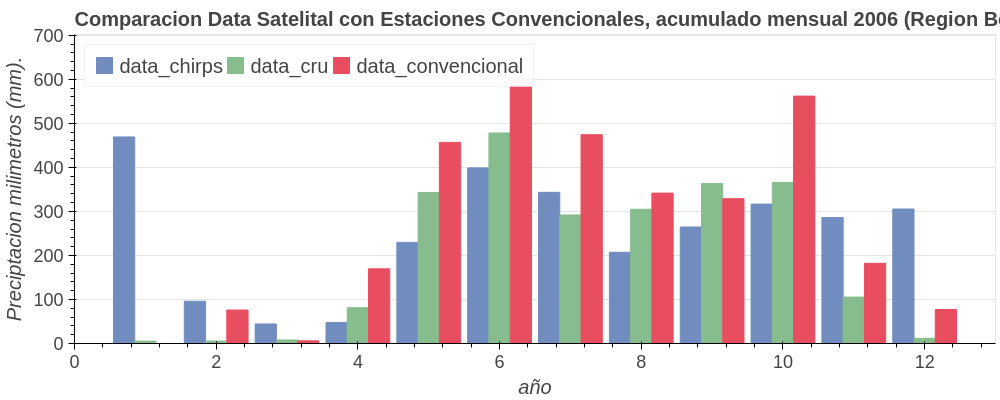 Comparacion Data Satelital con Estaciones Convencionales, acumulado mensual 2006 (Region
data_chirps data_cru data_convencional
Preciptacion milimetros (mm).
700
600
500
400
300
200
100
0
0 2 4 6 8 10 12
año